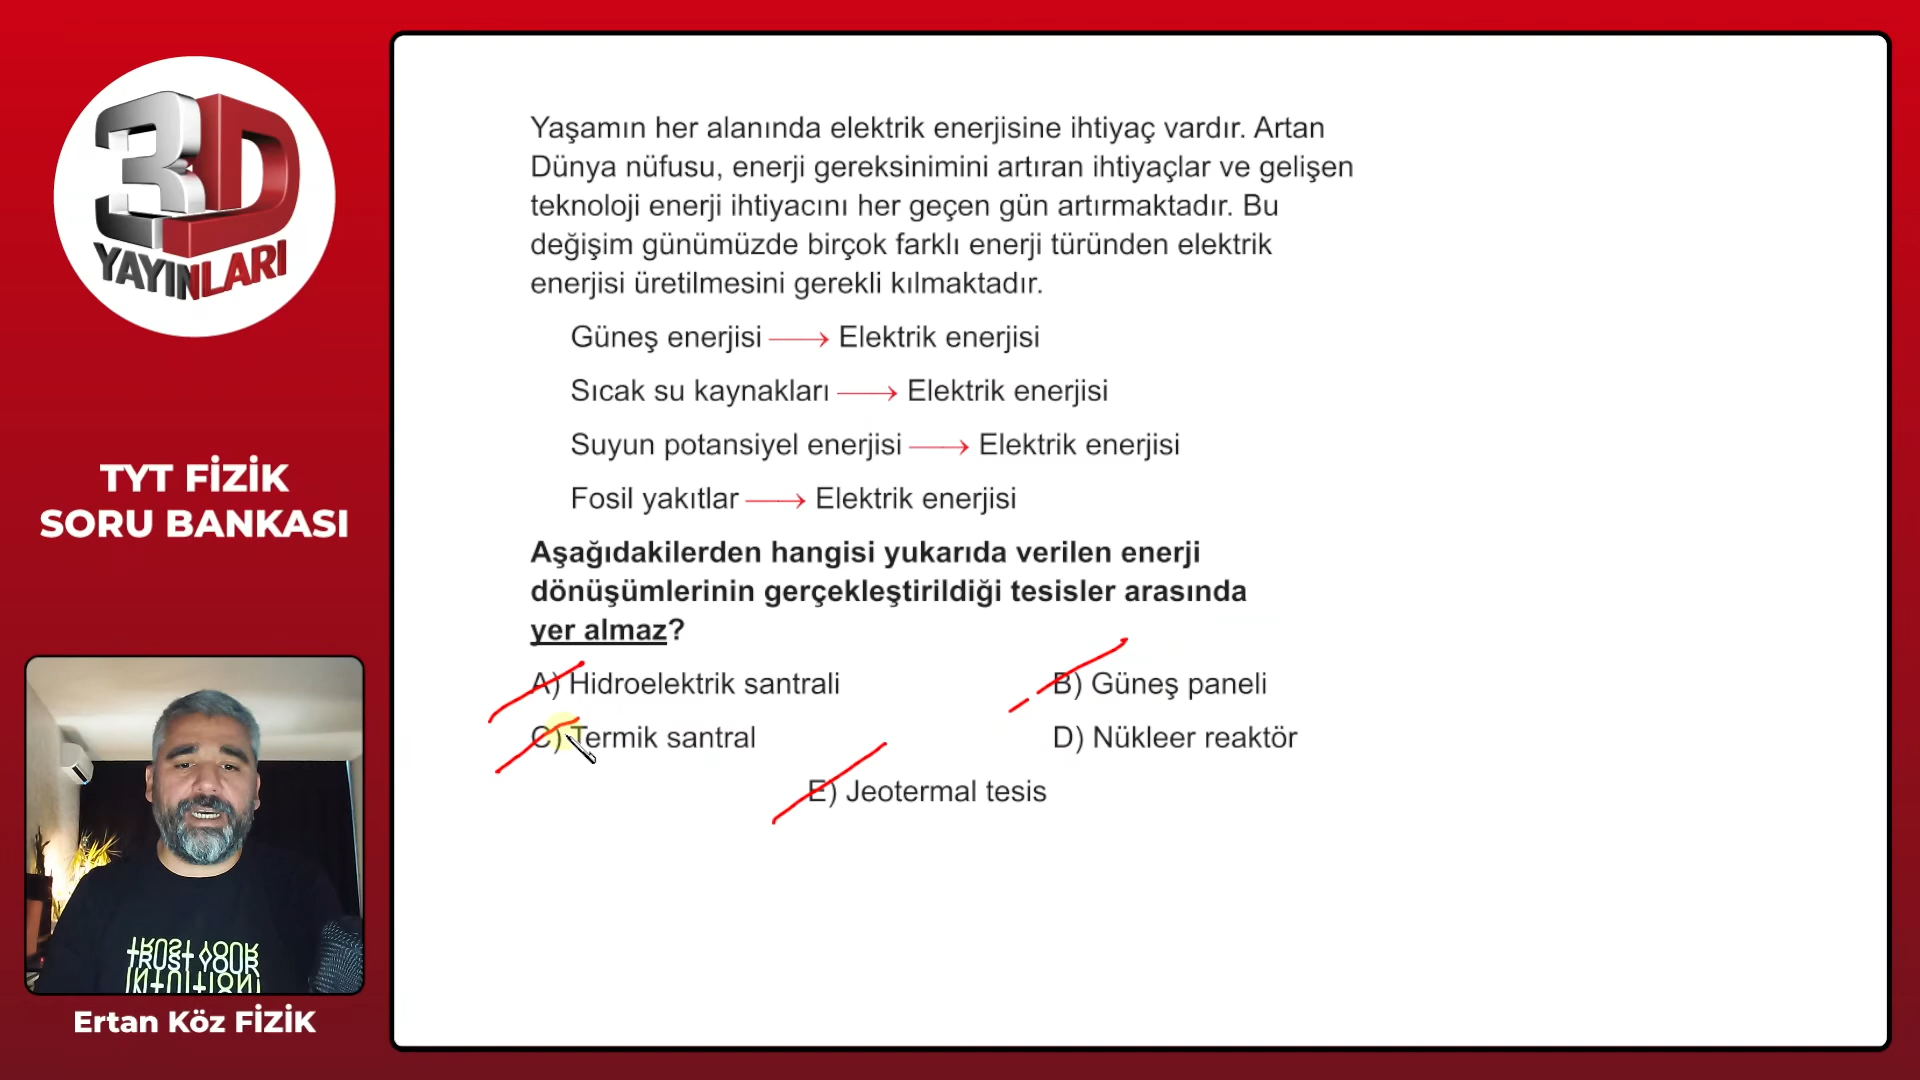 3D
YAYINLARI
TYT FİZİK
SORU BANKASI
Yaşamın her alanında elektrik enerjisine ihtiyaç vardır. Artan
Dünya nüfusu, enerji gereksinimini artıran ihtiyaçlar ve gelişen
teknoloji enerji ihtiyacını her geçen gün artırmaktadır. Bu
değişim günümüzde birçok farklı enerji türünden elektrik
enerjisi üretilmesini gerekli kılmaktadır.
Güneş enerjisi → Elektrik enerjisi
Sıcak su kaynakları → Elektrik enerjisi
Suyun potansiyel enerjisi → Elektrik enerjisi
Fosil yakıtlar → Elektrik enerjisi
Aşağıdakilerden hangisi yukarıda verilen enerji
dönüşümlerinin gerçekleştirildiği tesisler arasında
yer almaz?
A) Hidroelektrik santrali B) Güneş paneli
C) Termik santral D) Nükleer reaktör
E) Jeotermal tesis
TRUST YOUR
INTUITION!
Ertan Köz FİZİK